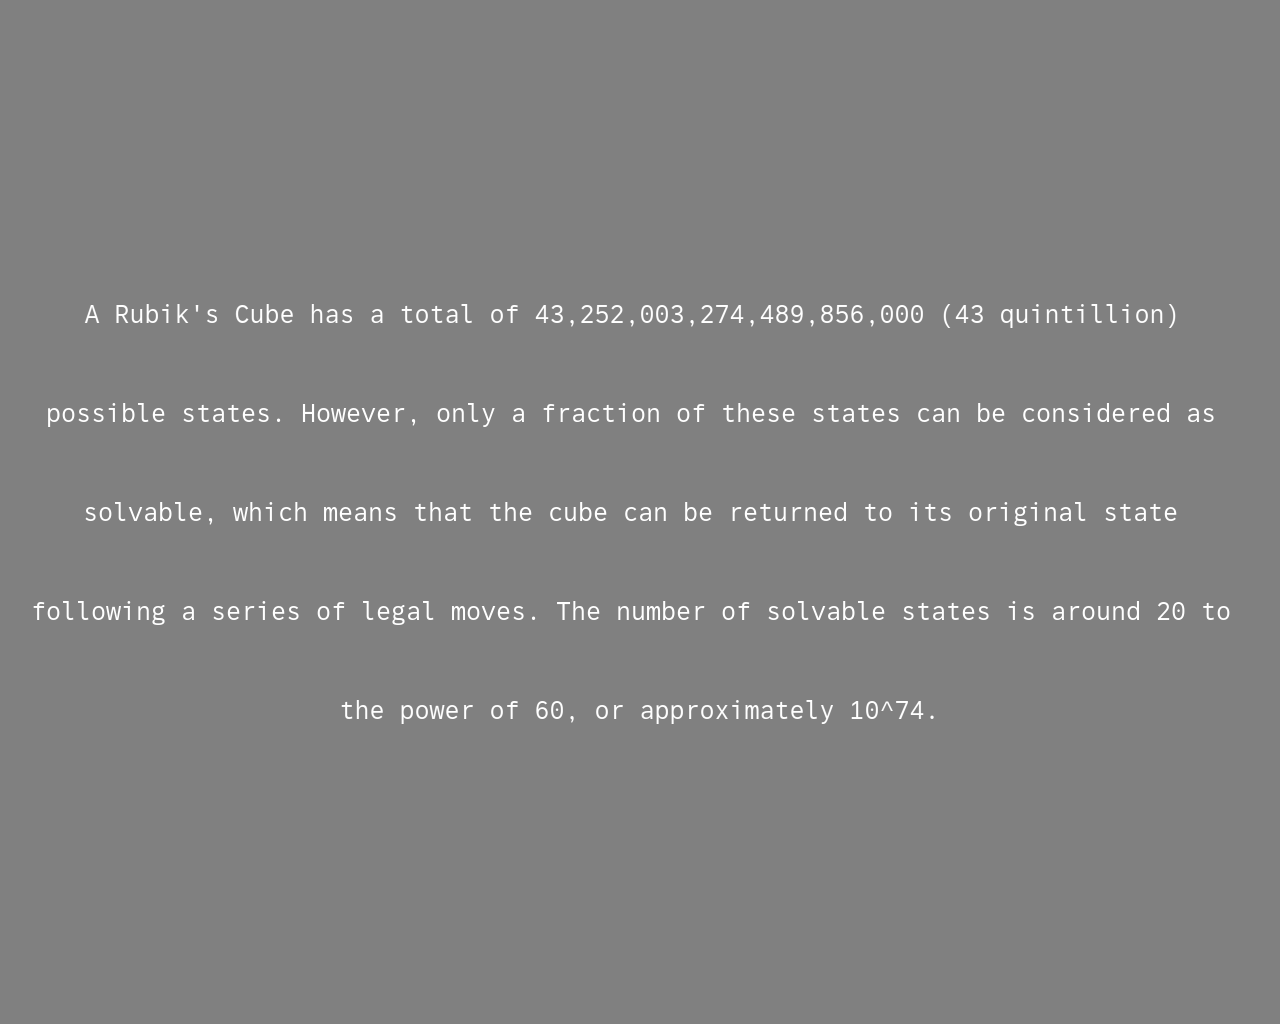 A Rubik's Cube has a total of 43,252,003,274,489,856,000 (43 quintillion)
possible states. However, only a fraction of these states can be considered as
solvable, which means that the cube can be returned to its original state
following a series of legal moves. The number of solvable states is around 20 to
the power of 60, or approximately 10^74.